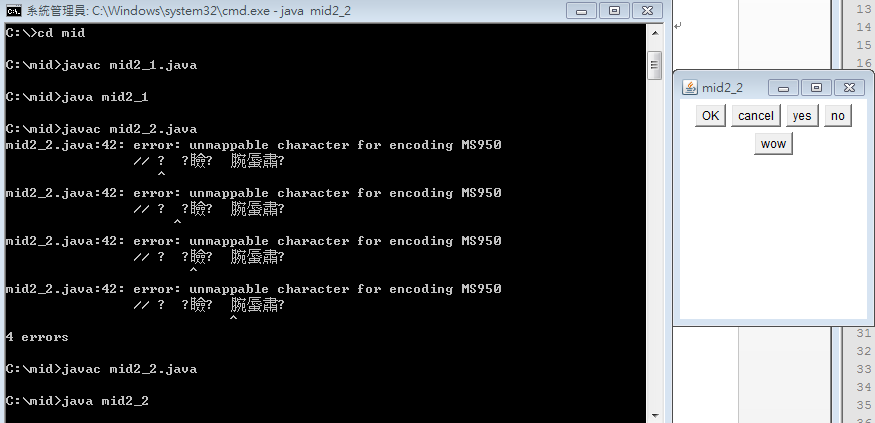 系統管理員: C:\Windows\system32\cmd.exe - java mid2_2
C:\>cd mid
C:\mid>javac mid2_1.java
C:\mid>java mid2_1
C:\mid>javac mid2_2.java
mid2_2.java:42: error: unmappable character for encoding MS950
// ? ?瞼? 腕蜃肅?
^
mid2_2.java:42: error: unmappable character for encoding MS950
// ? ?瞼? 腕蜃肅?
^
mid2_2.java:42: error: unmappable character for encoding MS950
// ? ?瞼? 腕蜃肅?
^
mid2_2.java:42: error: unmappable character for encoding MS950
// ? ?瞼? 腕蜃肅?
^
4 errors
C:\mid>javac mid2_2.java
C:\mid>java mid2_2
mid2_2
OK cancel yes no
wow
13
14
15
16
31
32
33
34
35